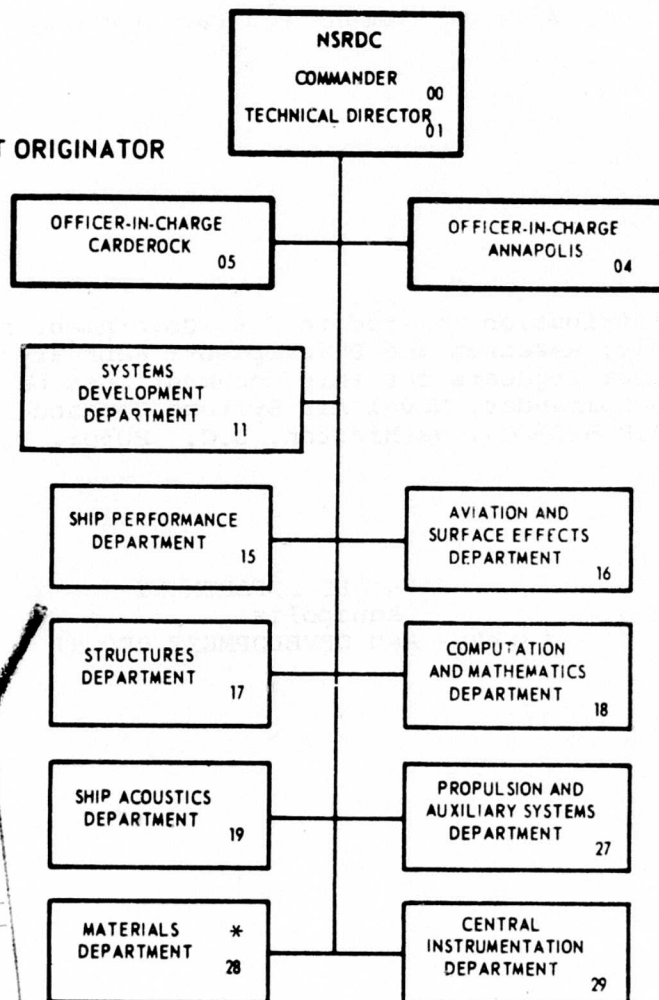 NSRDC
COMMANDER
00
TECHNICAL DIRECTOR
01
T ORIGINATOR
OFFICER-IN-CHARGE
CARDEROCK
05
OFFICER-IN-CHARGE
ANNAPOLIS
04
SYSTEMS
DEVELOPMENT
DEPARTMENT
11
SHIP PERFORMANCE
DEPARTMENT
15
AVIATION AND
SURFACE EFFECTS
DEPARTMENT
16
STRUCTURES
DEPARTMENT
17
COMPUTATION
AND MATHEMATICS
DEPARTMENT
18
SHIP ACOUSTICS
DEPARTMENT
19
PROPULSION AND
AUXILIARY SYSTEMS
DEPARTMENT
27
MATERIALS *
DEPARTMENT
28
CENTRAL
INSTRUMENTATION
DEPARTMENT
29